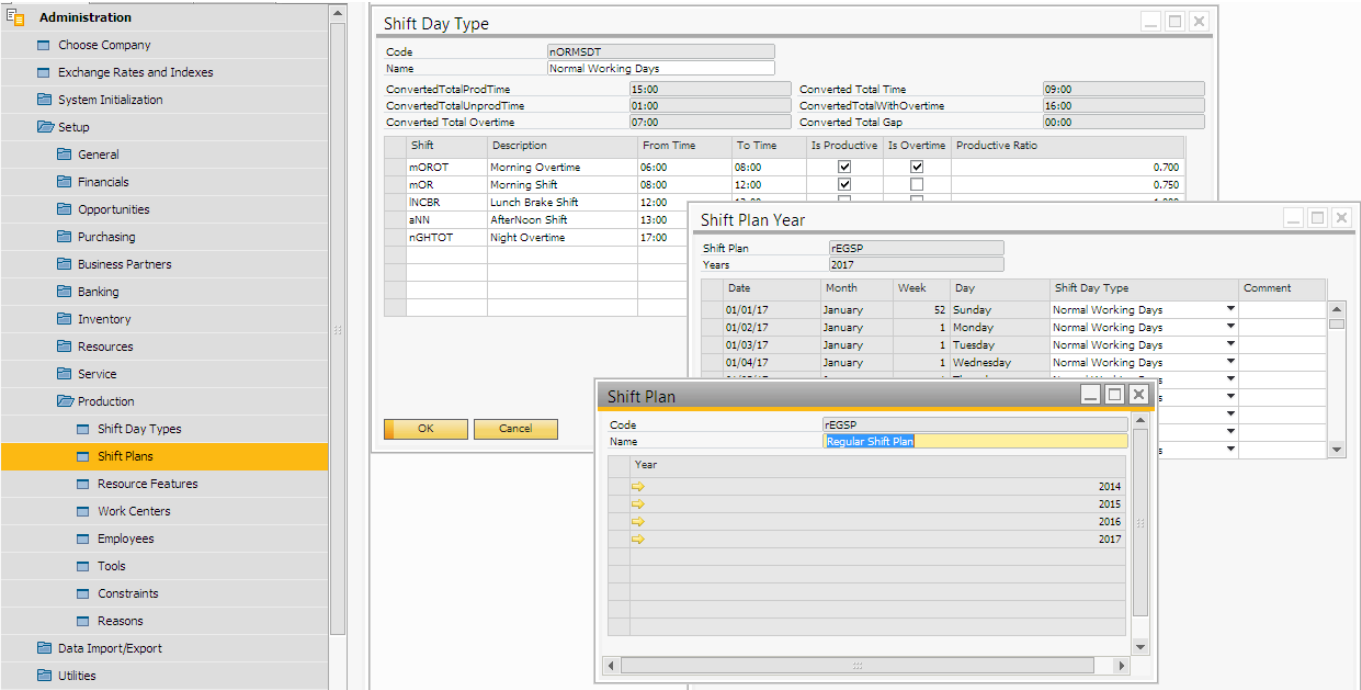 Administration
Choose Company
Exchange Rates and Indexes
System Initialization
Setup
General
Financials
Opportunities
Purchasing
Business Partners
Banking
Inventory
Resources
Service
Production
Shift Day Types
Shift Plans
Resource Features
Work Centers
Employees
Tools
Constraints
Reasons
Data Import/Export
Utilities
Shift Day Type
Code nORMSDT
Name Normal Working Days
ConvertedTotalProdTime 15:00 Converted Total Time 09:00
ConvertedTotalUnprodTime 01:00 ConvertedTotalWithOvertime 16:00
Converted Total Overtime 07:00 Converted Total Gap 00:00
Shift Description From Time To Time Is Productive Is Overtime Productive Ratio
mOROT Morning Overtime 06:00 08:00 0.700
mOR Morning Shift 08:00 12:00 0.750
lNCBR Lunch Brake Shift 12:00
aNN AfterNoon Shift 13:00
nGHTOT Night Overtime 17:00
OK Cancel
Shift Plan Year
Shift Plan rEGSP
Years 2017
Date Month Week Day Shift Day Type Comment
01/01/17 January 52 Sunday Normal Working Days
01/02/17 January 1 Monday Normal Working Days
01/03/17 January 1 Tuesday Normal Working Days
01/04/17 January 1 Wednesday Normal Working Days
Shift Plan
Code rEGSP
Name Regular Shift Plan
Year
2014
2015
2016
2017